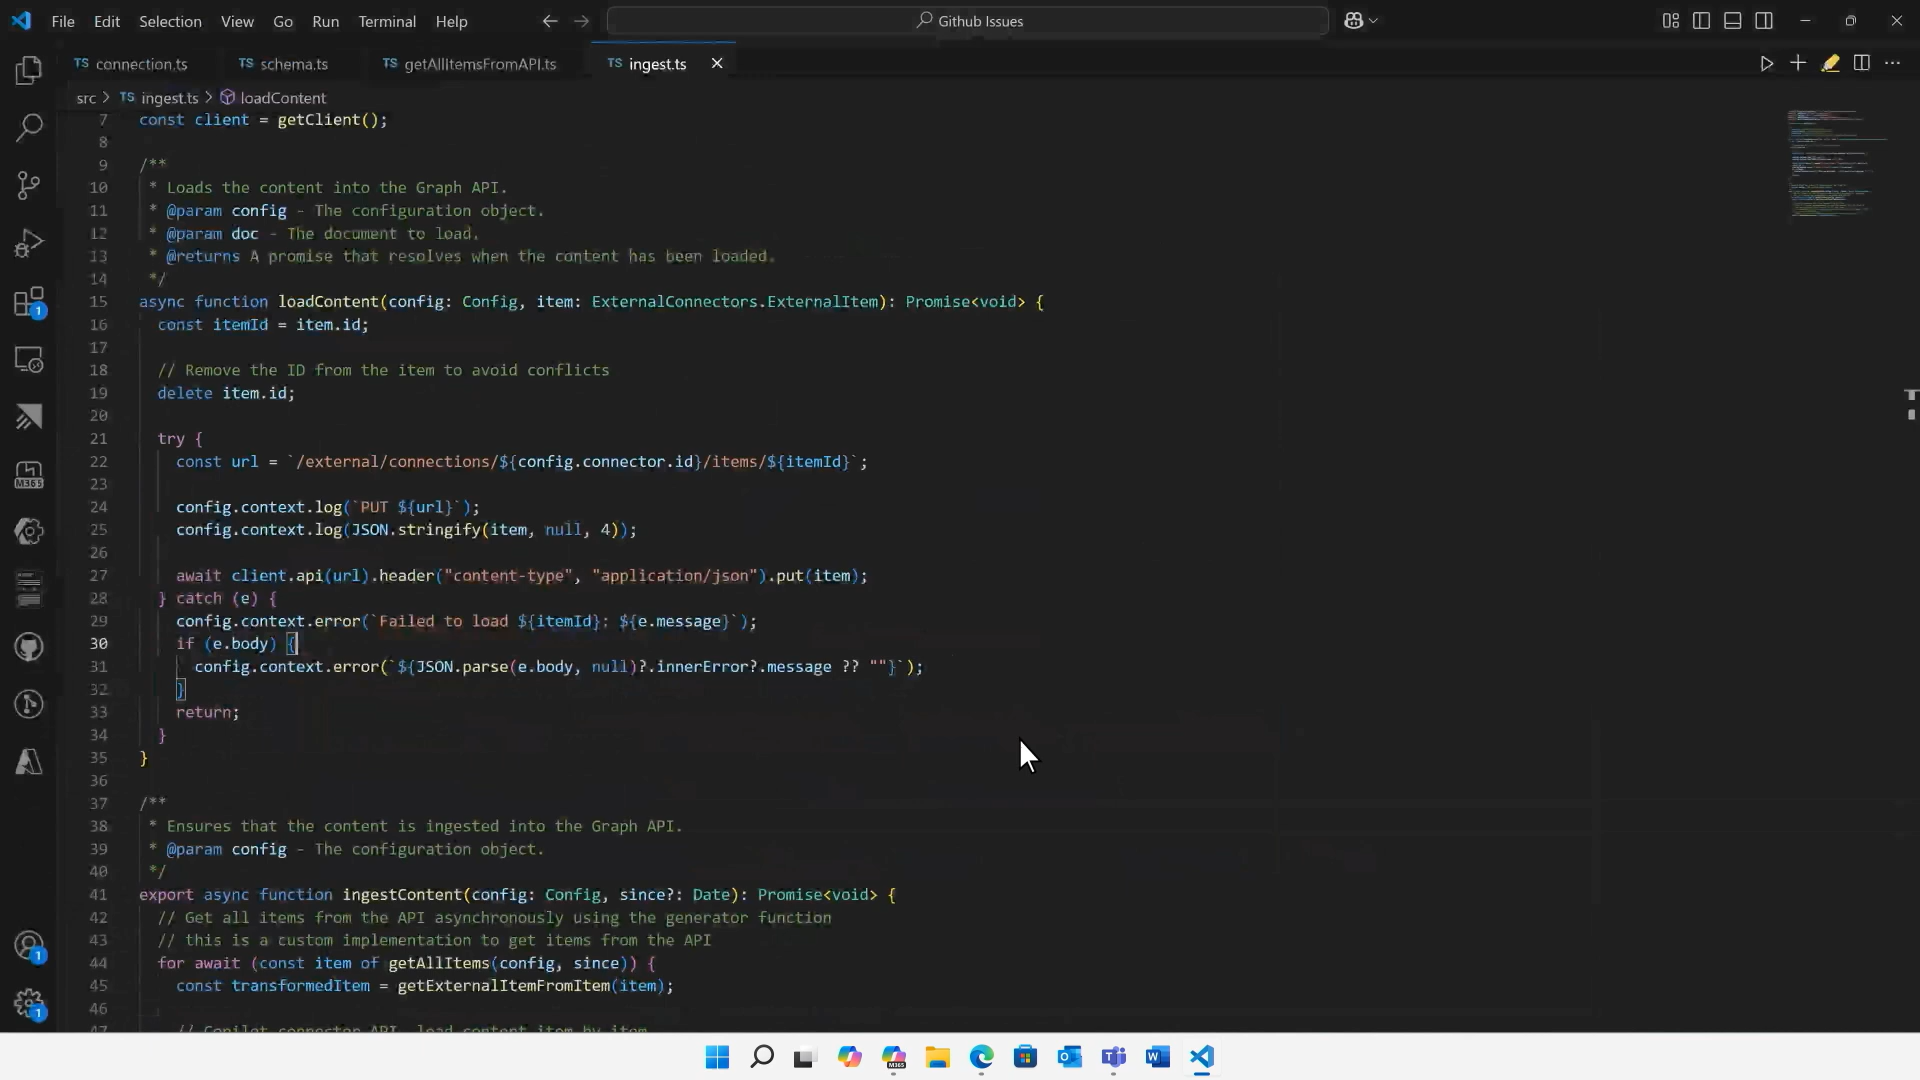 File Edit Selection View Go Run Terminal Help
Github Issues
TS connection.ts TS schema.ts TS getAllItemsFromAPI.ts TS ingest.ts
src > TS ingest.ts > loadContent
7 const client = getClient();
8
9 /**
10 * Loads the content into the Graph API.
11 * @param config - The configuration object.
12 * @param doc - The document to load.
13 * @returns A promise that resolves when the content has been loaded.
14 */
15 async function loadContent(config: Config, item: ExternalConnectors.ExternalItem): Promise<void> {
16 const itemId = item.id;
17
18 // Remove the ID from the item to avoid conflicts
19 delete item.id;
20
21 try {
22 const url = `/external/connections/${config.connector.id}/items/${itemId}`;
23
24 config.context.log(`PUT ${url}`);
25 config.context.log(JSON.stringify(item, null, 4));
26
27 await client.api(url).header("content-type", "application/json").put(item);
28 } catch (e) {
29 config.context.error(`Failed to load ${itemId}: ${e.message}`);
30 if (e.body) {
31 config.context.error(`${JSON.parse(e.body, null)?.innerError?.message ?? ""}`);
32 }
33 return;
34 }
35 }
36
37 /**
38 * Ensures that the content is ingested into the Graph API.
39 * @param config - The configuration object.
40 */
41 export async function ingestContent(config: Config, since?: Date): Promise<void> {
42 // Get all items from the API asynchronously using the generator function
43 // this is a custom implementation to get items from the API
44 for await (const item of getAllItems(config, since)) {
45 const transformedItem = getExternalItemFromItem(item);
46
47 // Copilot connector API, load content item by item
1
M365
1
1
M365